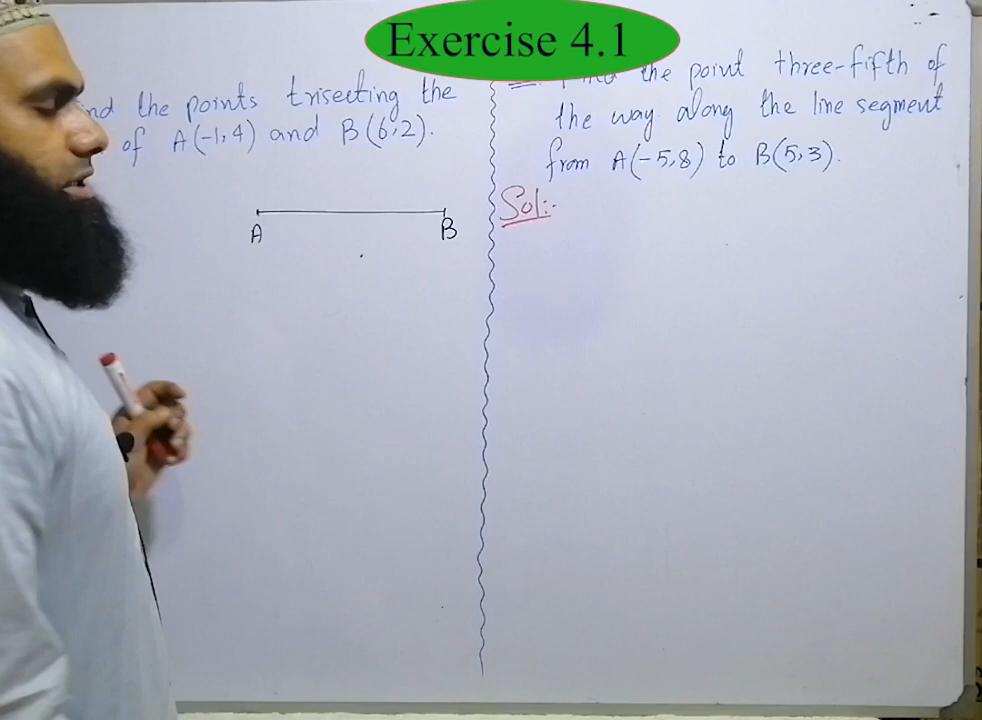 Exercise 4.1
nd the points trisecting the
of A(-1,4) and B(6,2).
A B
the point three-fifth of
the way along the line segment
from A(-5,8) to B(5,3).
Sol:-